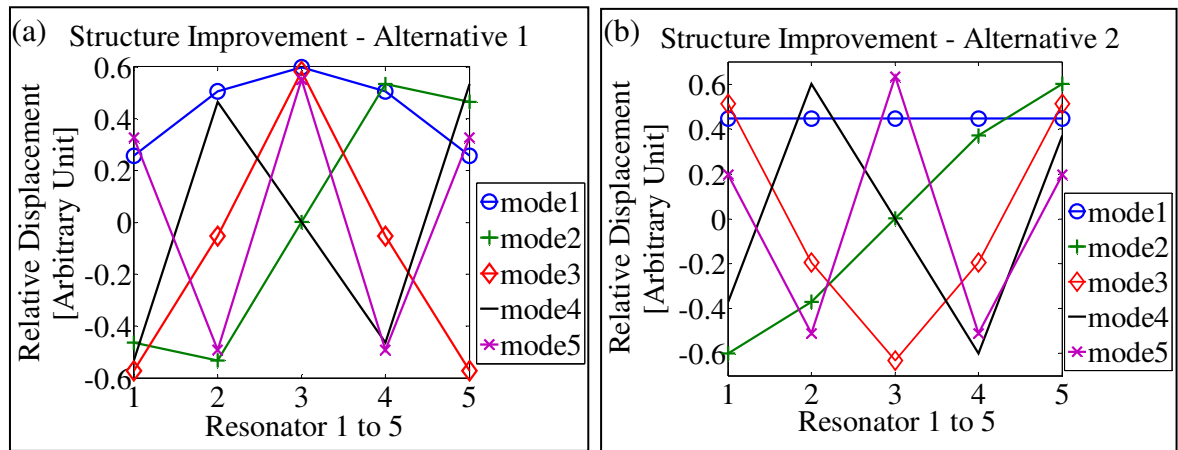 (a) Structure Improvement - Alternative 1
Relative Displacement
[Arbitrary Unit]
0.6
0.4
0.2
0
-0.2
-0.4
-0.6
1 2 3 4 5
Resonator 1 to 5
mode1
mode2
mode3
mode4
mode5
(b)
Structure Improvement - Alternative 2
Relative Displacement
[Arbitrary Unit]
0.6
0.4
0.2
0
-0.2
-0.4
-0.6
1 2 3 4 5
Resonator 1 to 5
mode1
mode2
mode3
mode4
mode5